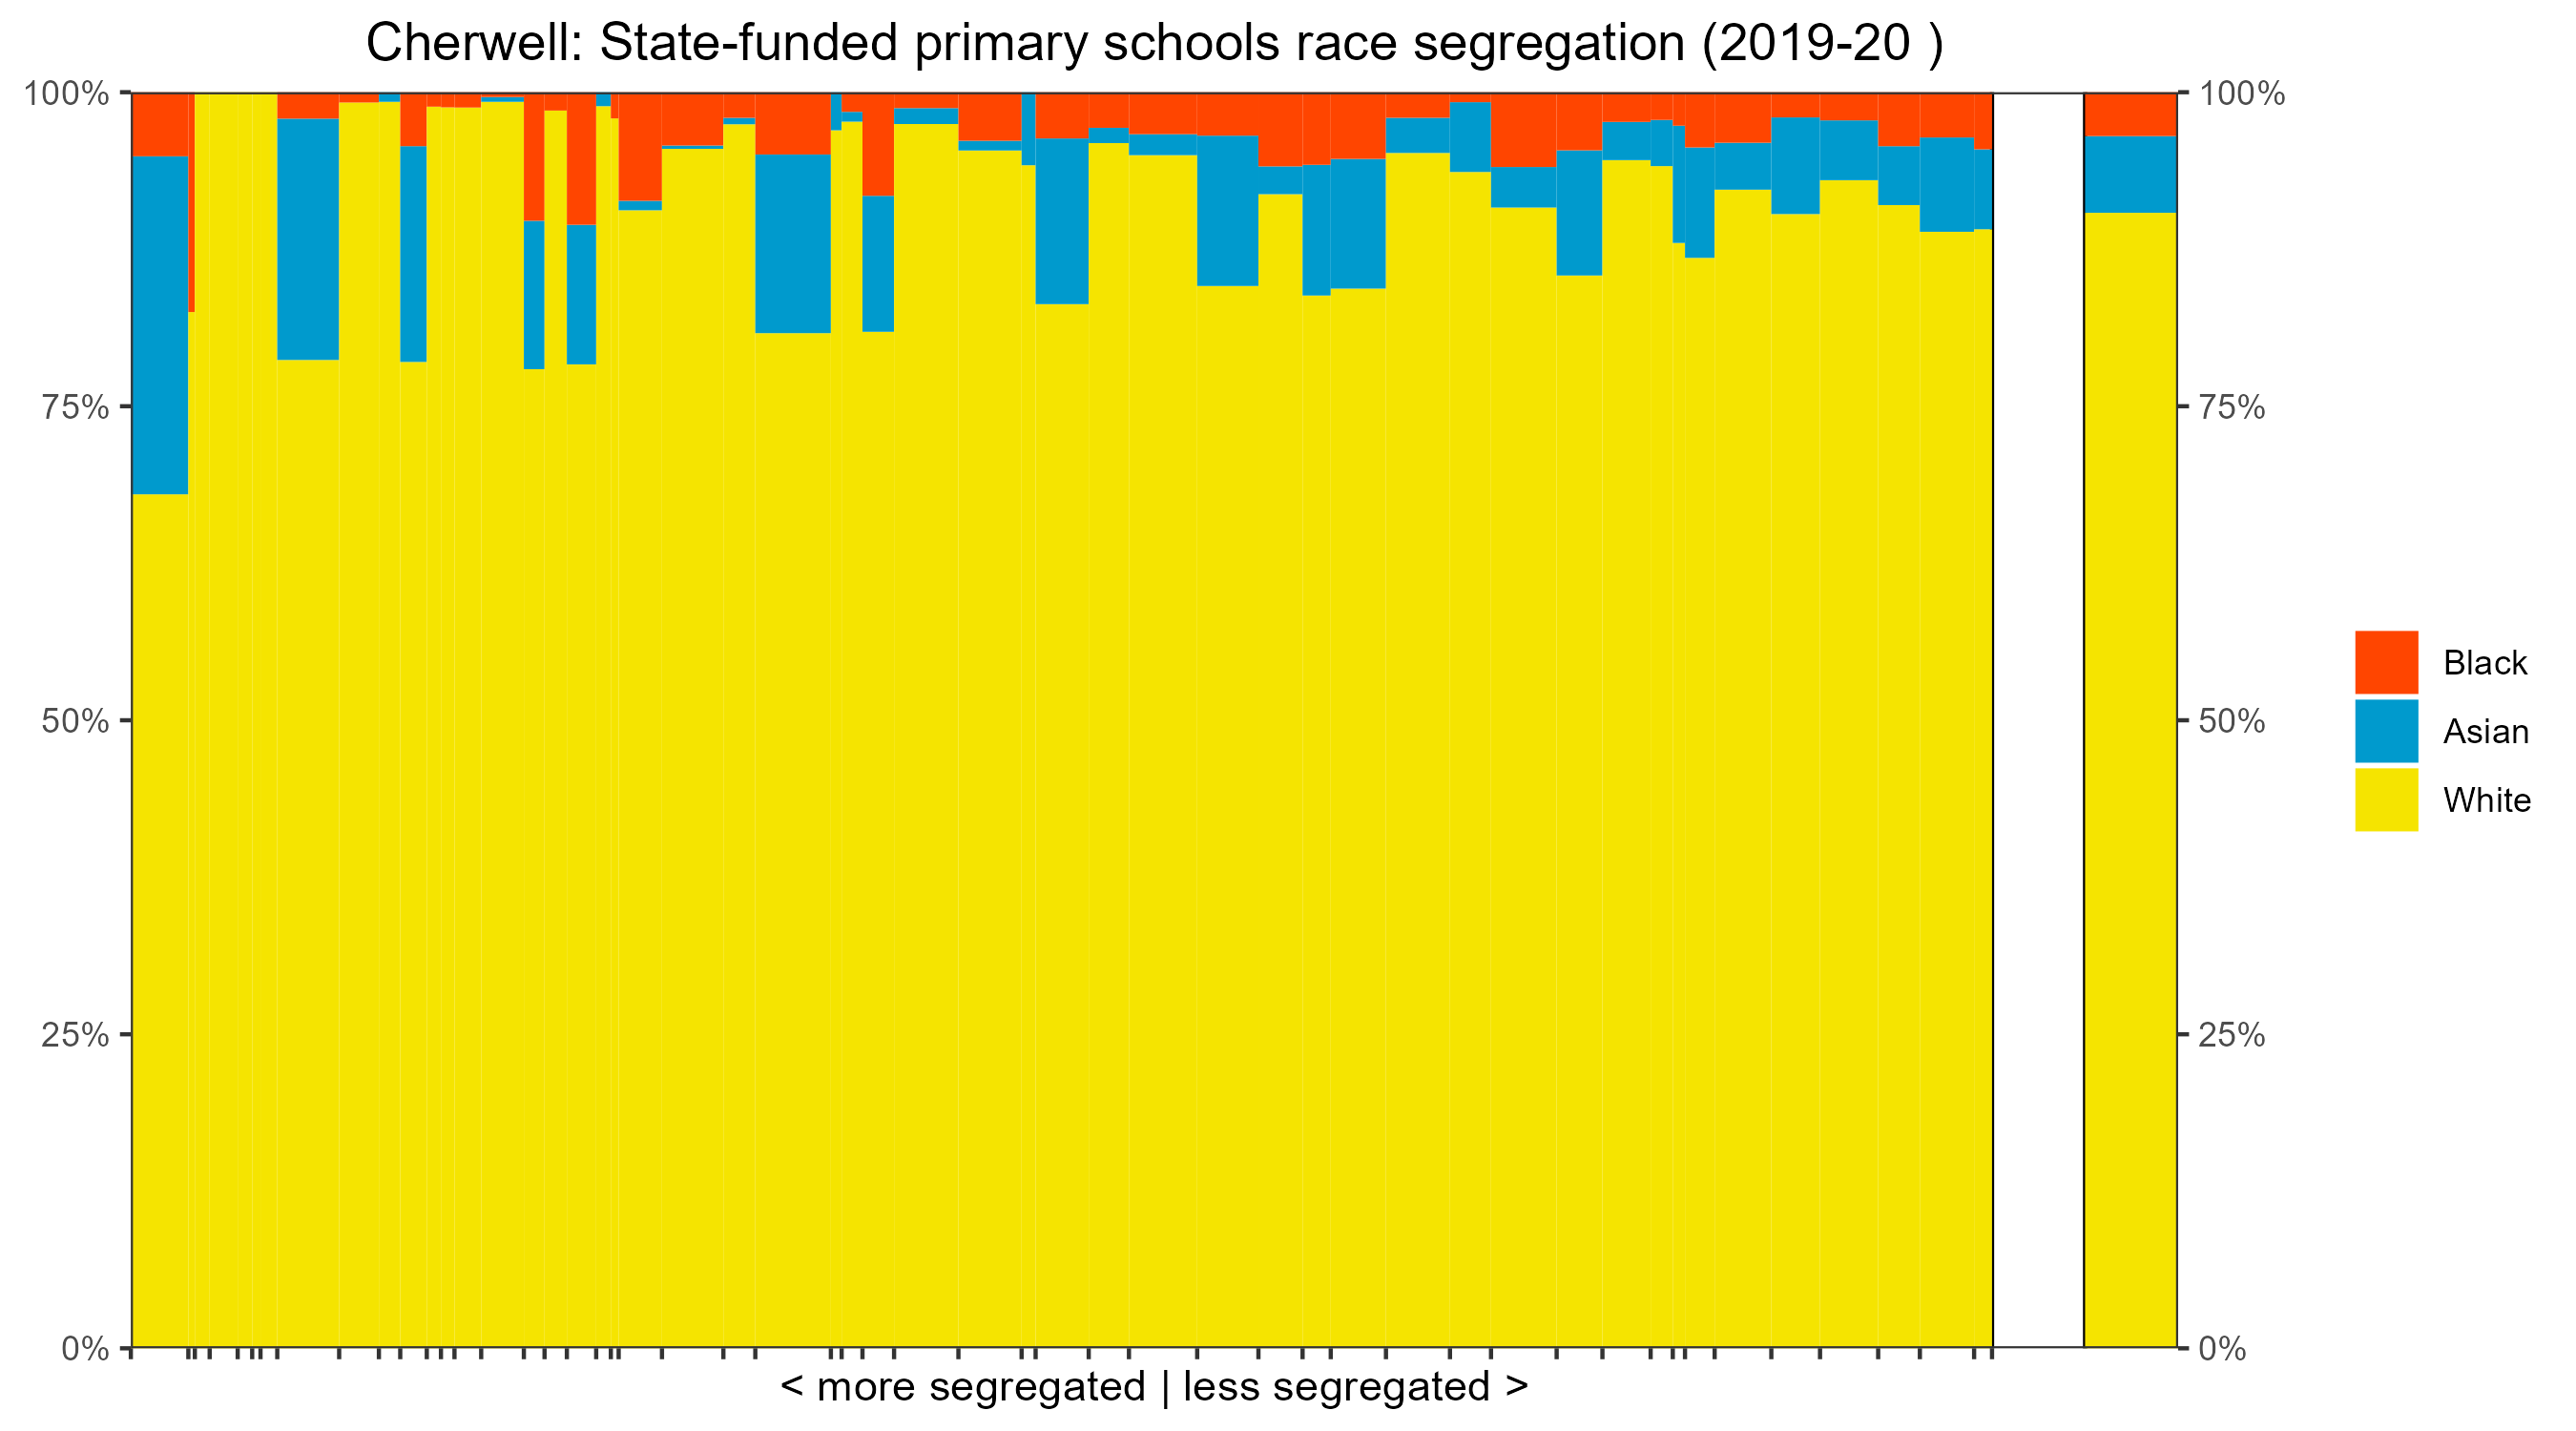 Cherwell: State-funded primary schools race segregation (2019-20 )
100%
75%
50%
25%
0%
100%
75%
50%
25%
0%
Black
Asian
White
< more segregated | less segregated >